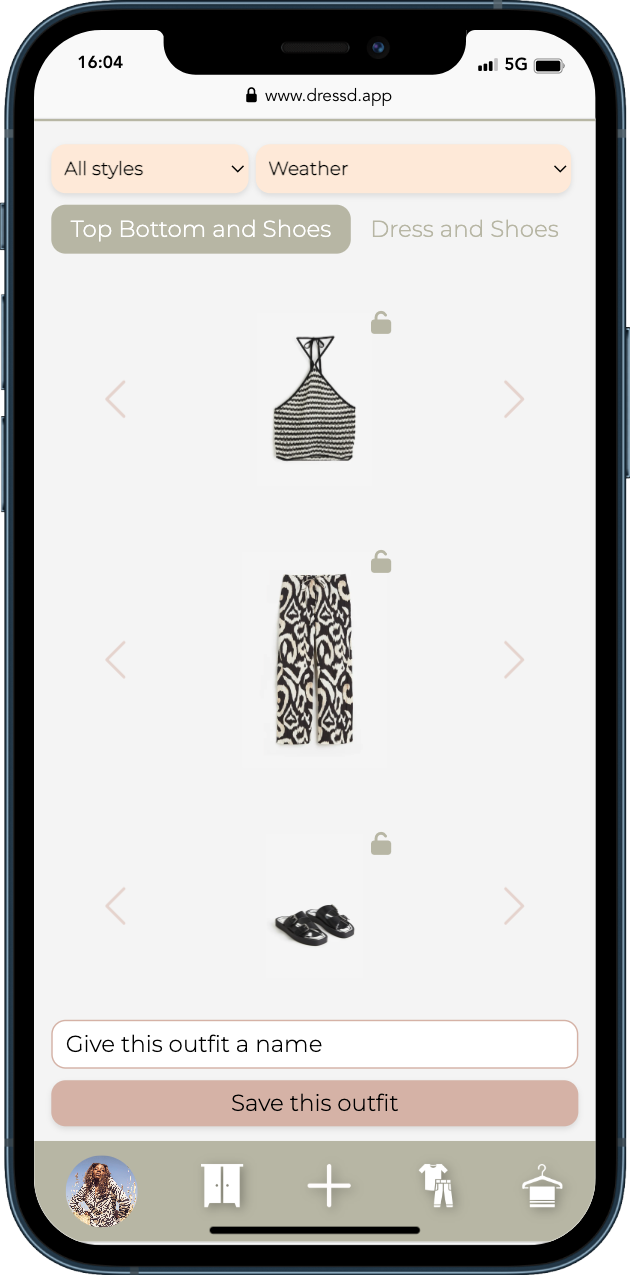 16:04
5G
www.dressd.app
All styles
Weather
Top Bottom and Shoes
Dress and Shoes
Give this outfit a name
Save this outfit